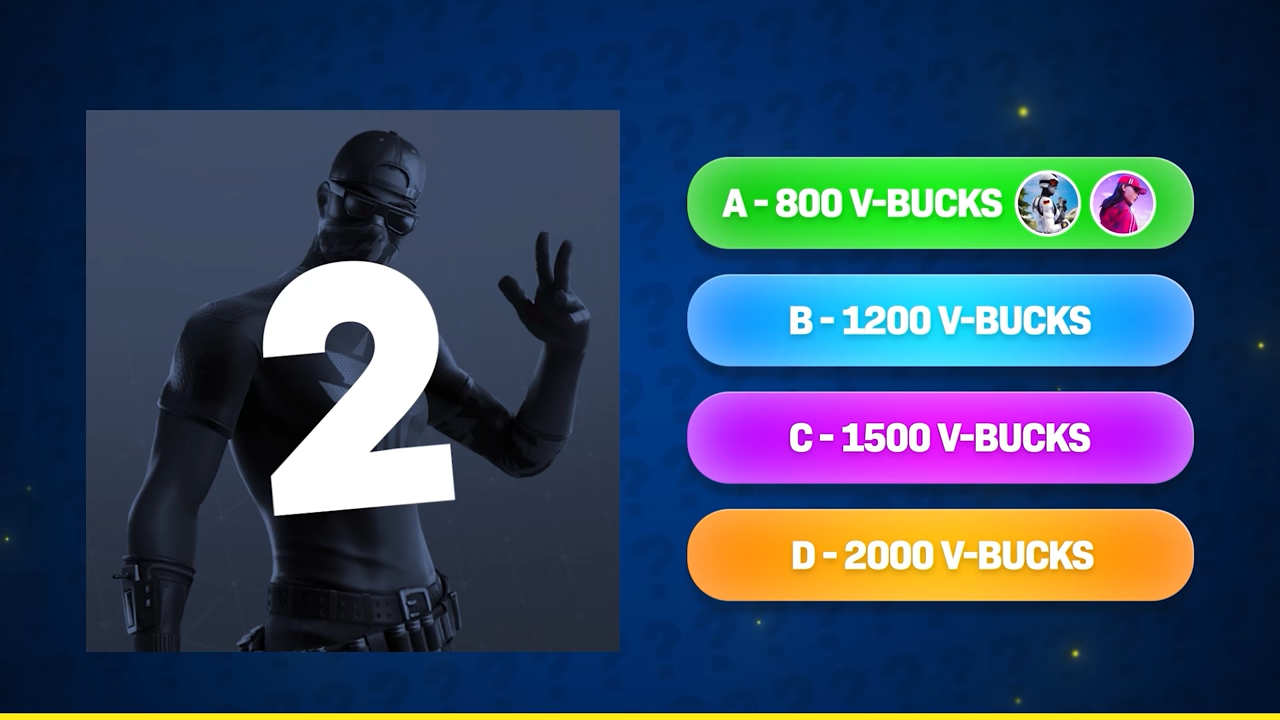 2
A - 800 V-BUCKS
B - 1200 V-BUCKS
C - 1500 V-BUCKS
D - 2000 V-BUCKS